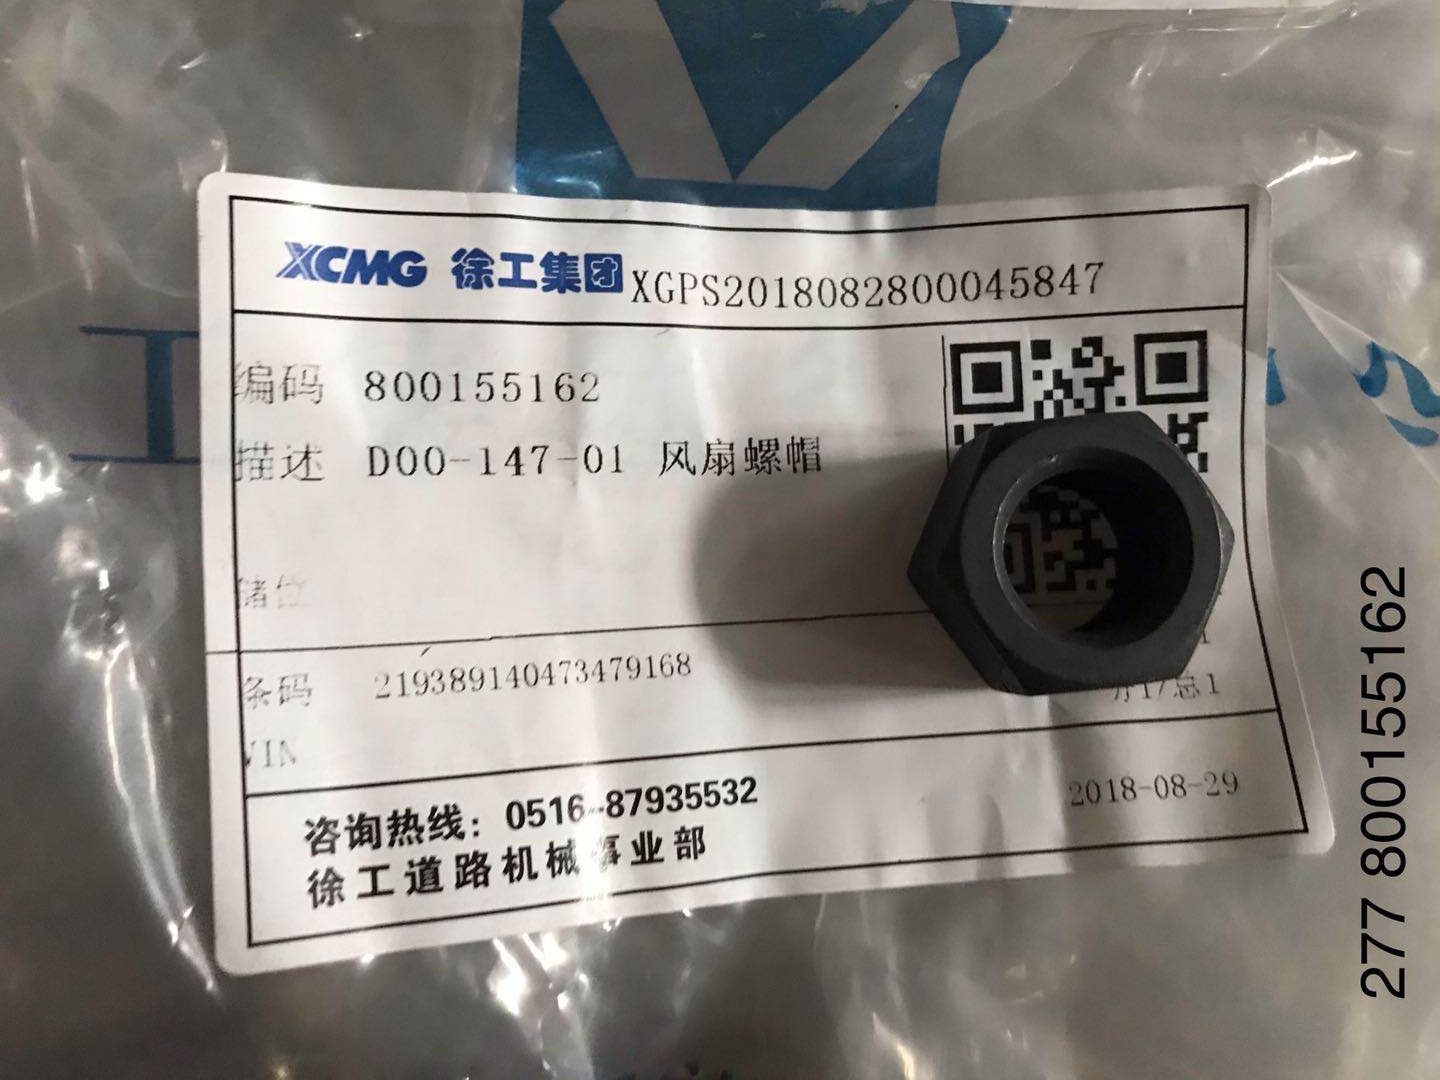 XCMG 徐工集团 XGPS2018082800045847
编码 800155162
描述 D00-147-01 风扇螺帽
储位
条码 219389140473479168
1
VIN
咨询热线：0516-87935532
2018-08-29
徐工道路机械事业部
277 800155162